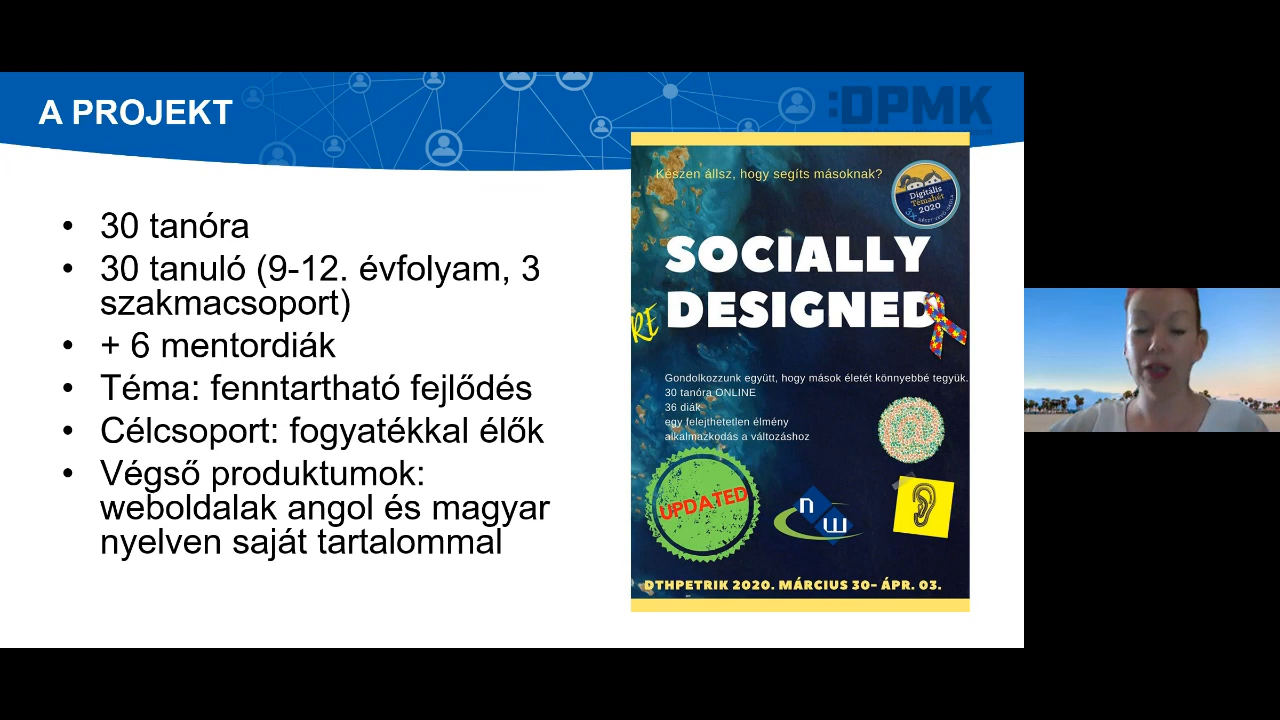 A PROJEKT
:DPMK
30 tanóra
30 tanuló (9-12. évfolyam, 3
szakmacsoport)
+ 6 mentordiák
Téma: fenntartható fejlődés
Célcsoport: fogyatékkal élők
Végső produktumok:
weboldalak angol és magyar
nyelven saját tartalommal
Készen állsz, hogy segíts másoknak?
Digitális
Témahét
2020
SOCIALLY
RE
DESIGNED
Gondolkozzunk együtt, hogy mások életét könnyebbé tegyük.
30 tanóra ONLINE
36 diák
egy felejthetetlen élmény
alkalmazkodás a változáshoz
@
UPDATED
n
w
DTHPETRIK 2020. MÁRCIUS 30- ÁPR. 03.